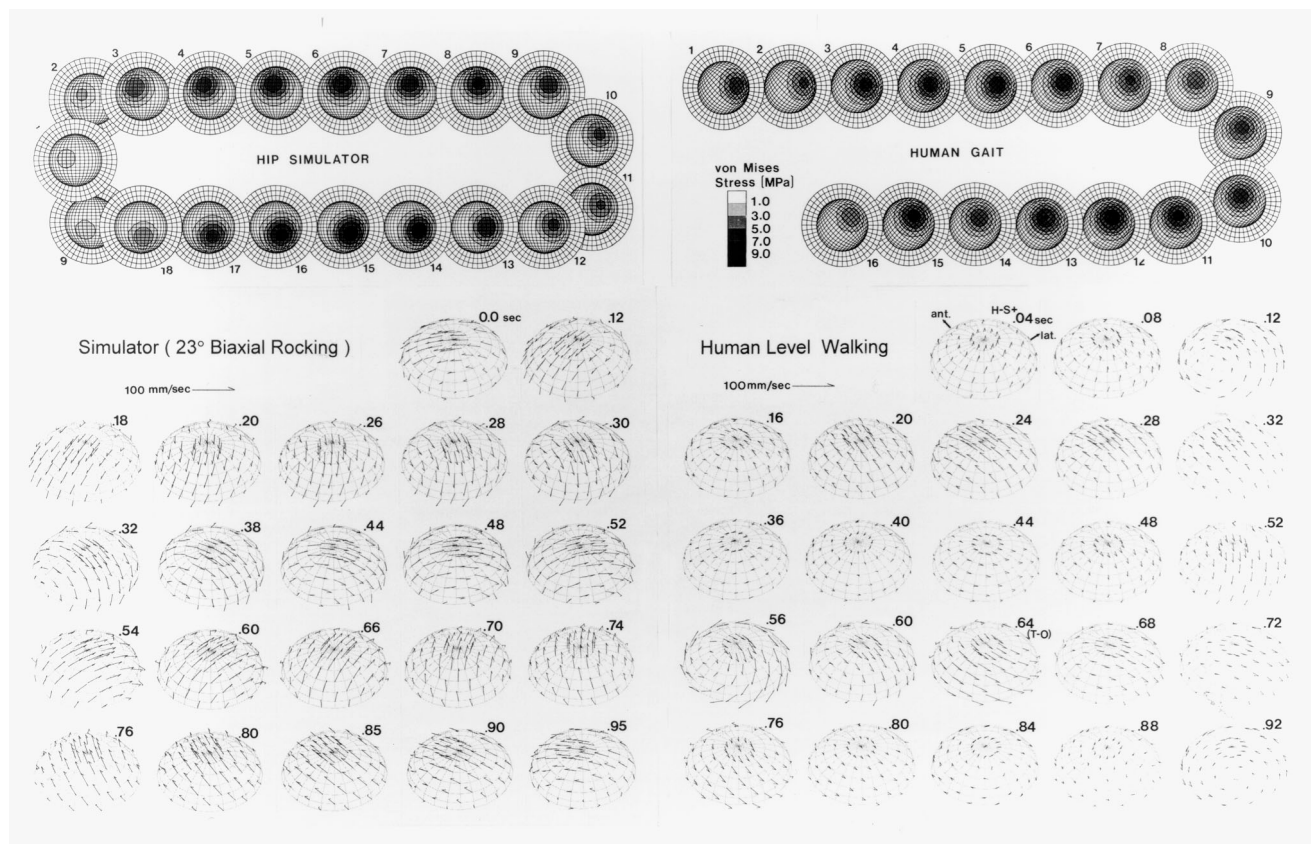 2 3 4 5 6 7 8 9
10
HIP SIMULATOR
11
9 18 17 16 15 14 13 12
1 2 3 4 5 6 7 8
9
HUMAN GAIT
von Mises
Stress [MPa]
1.0
3.0
5.0
7.0
9.0
16 15 14 13 12 11 10
Simulator ( 23° Biaxial Rocking )
100 mm/sec
0.0 sec .12
.18 .20 .26 .28 .30
.32 .38 .44 .48 .52
.54 .60 .66 .70 .74
.76 .80 .85 .90 .95
Human Level Walking
100mm/sec
ant. H-S+ .04 sec .08 .12
lat.
.16 .20 .24 .28 .32
.36 .40 .44 .48 .52
.56 .60 .64 (T-O) .68 .72
.76 .80 .84 .88 .92